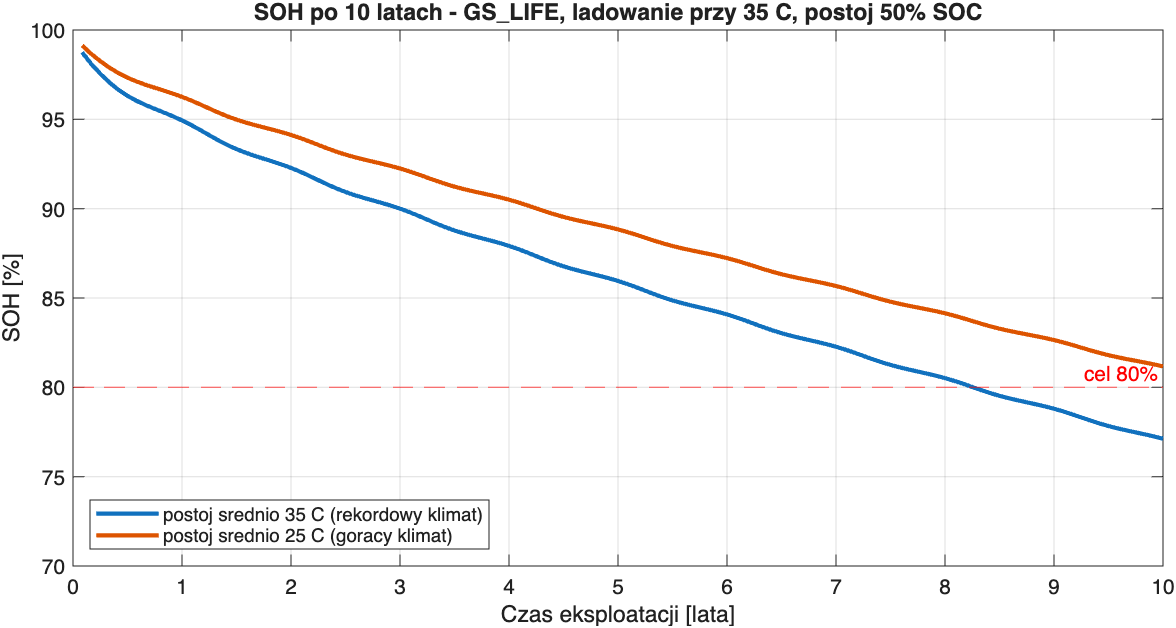 SOH po 10 latach - GS_LIFE, ladowanie przy 35 C, postoj 50% SOC
100
95
90
85
80
75
70
SOH [%]
cel 80%
postoj srednio 35 C (rekordowy klimat)
postoj srednio 25 C (goracy klimat)
0 1 2 3 4 5 6 7 8 9 10
Czas eksploatacji [lata]